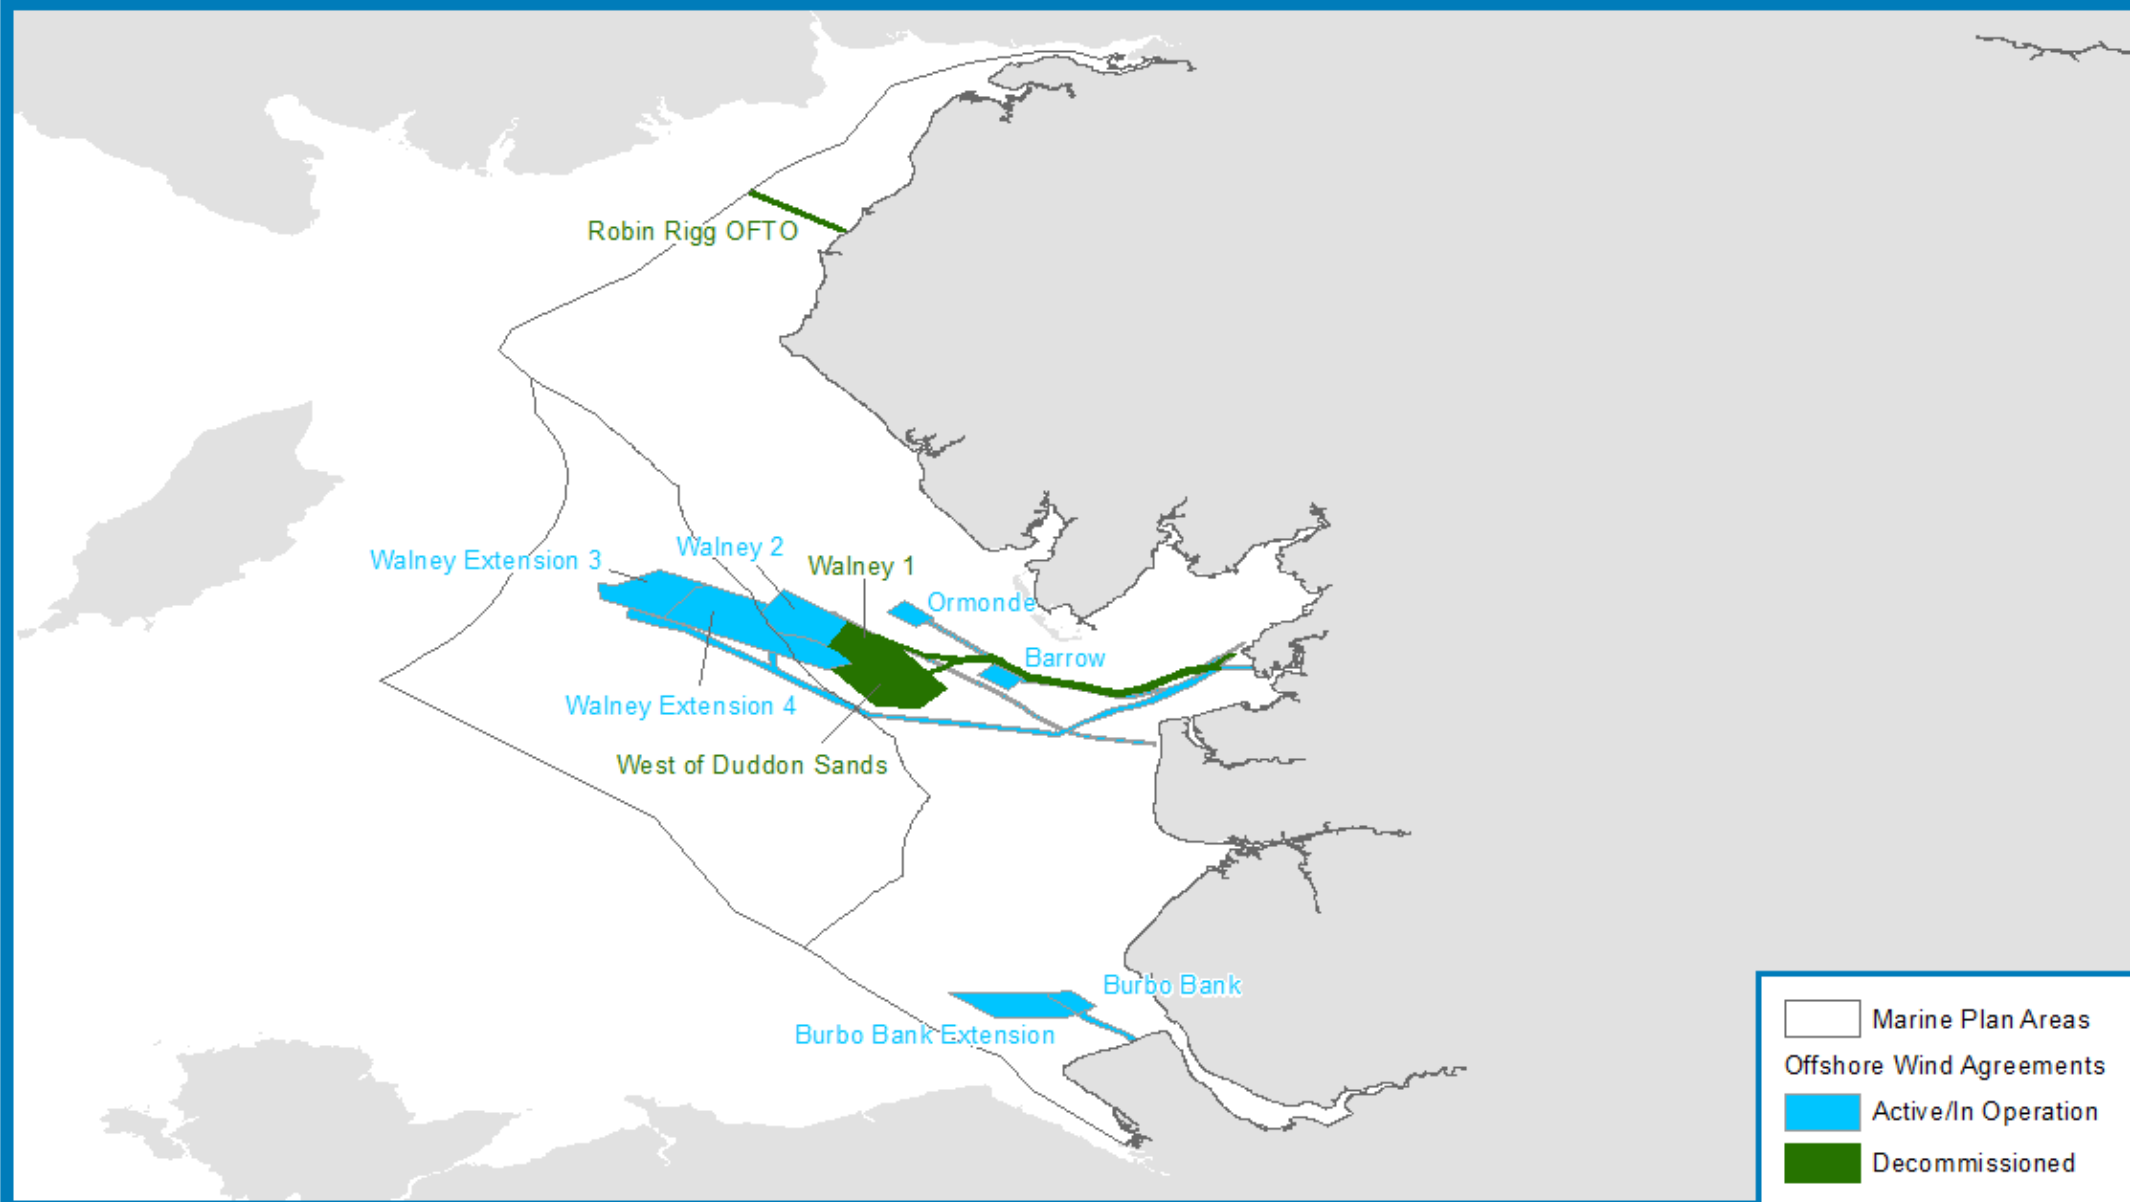 Robin Rigg OFTO
Walney Extension 3
Walney 2
Walney 1
Ormonde
Barrow
Walney Extension 4
West of Duddon Sands
Burbo Bank
Burbo Bank Extension
Marine Plan Areas
Offshore Wind Agreements
Active/In Operation
Decommissioned